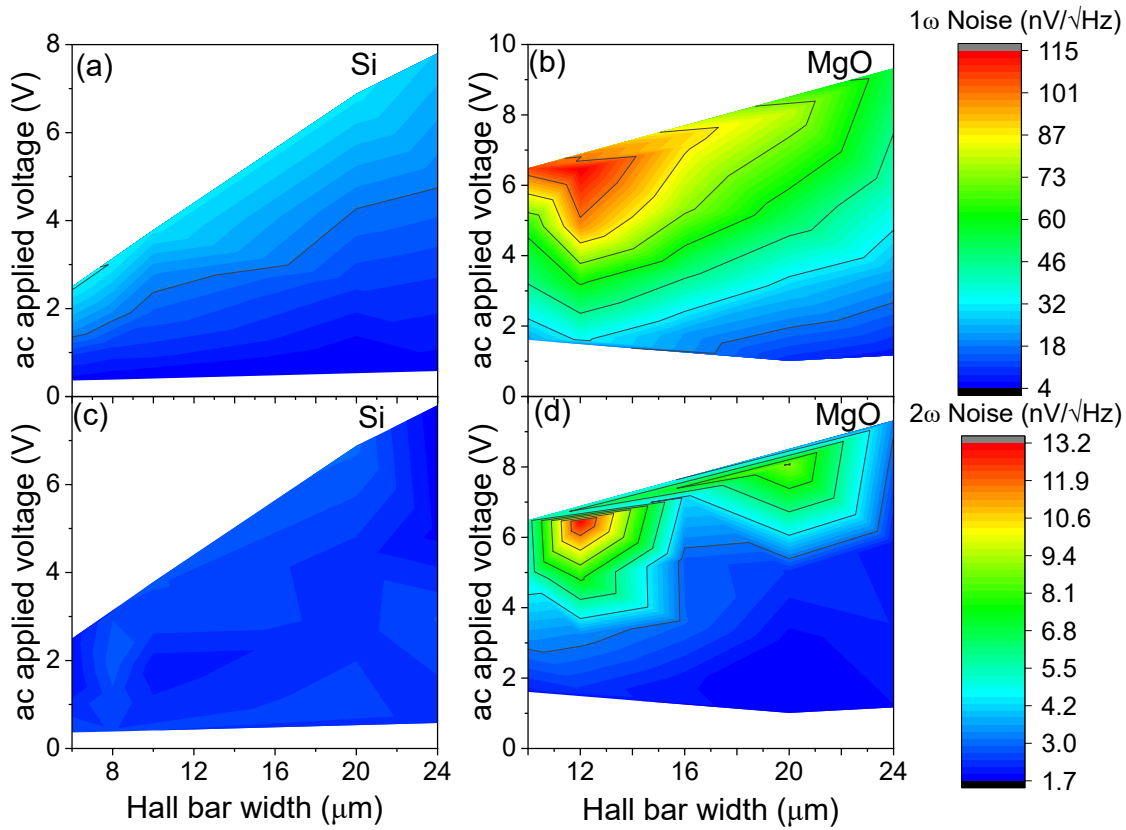 1ω Noise (nV/√Hz)
(a)
Si
(b)
MgO
8
6
4
2
0
ac applied voltage (V)
10
8
6
4
2
0
ac applied voltage (V)
115
101
87
73
60
46
32
18
4
2ω Noise (nV/√Hz)
(c)
Si
(d)
MgO
6
4
2
0
ac applied voltage (V)
8
6
4
2
0
ac applied voltage (V)
13.2
11.9
10.6
9.4
8.1
6.8
5.5
4.2
3.0
1.7
8 12 16 20 24
Hall bar width (μm)
12 16 20 24
Hall bar width (μm)